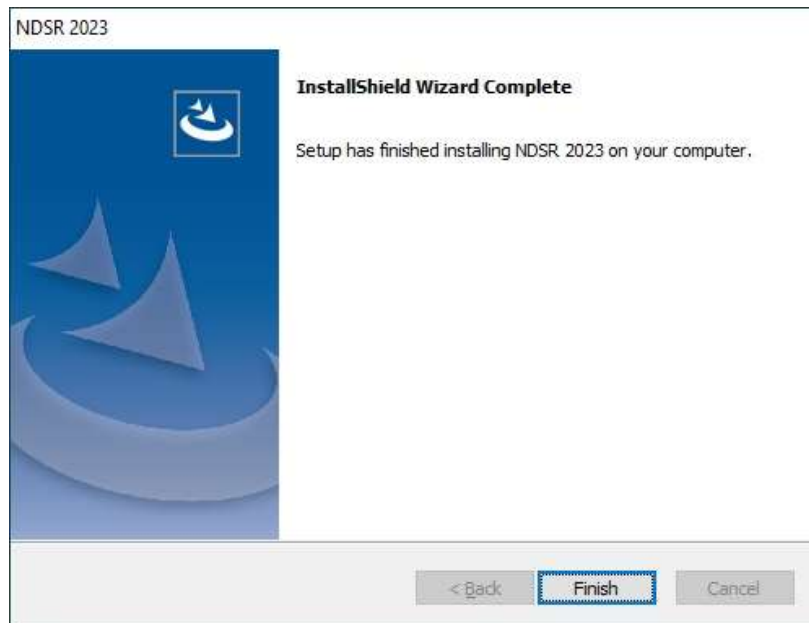 NDSR 2023
InstallShield Wizard Complete
Setup has finished installing NDSR 2023 on your computer.
< Back
Finish
Cancel